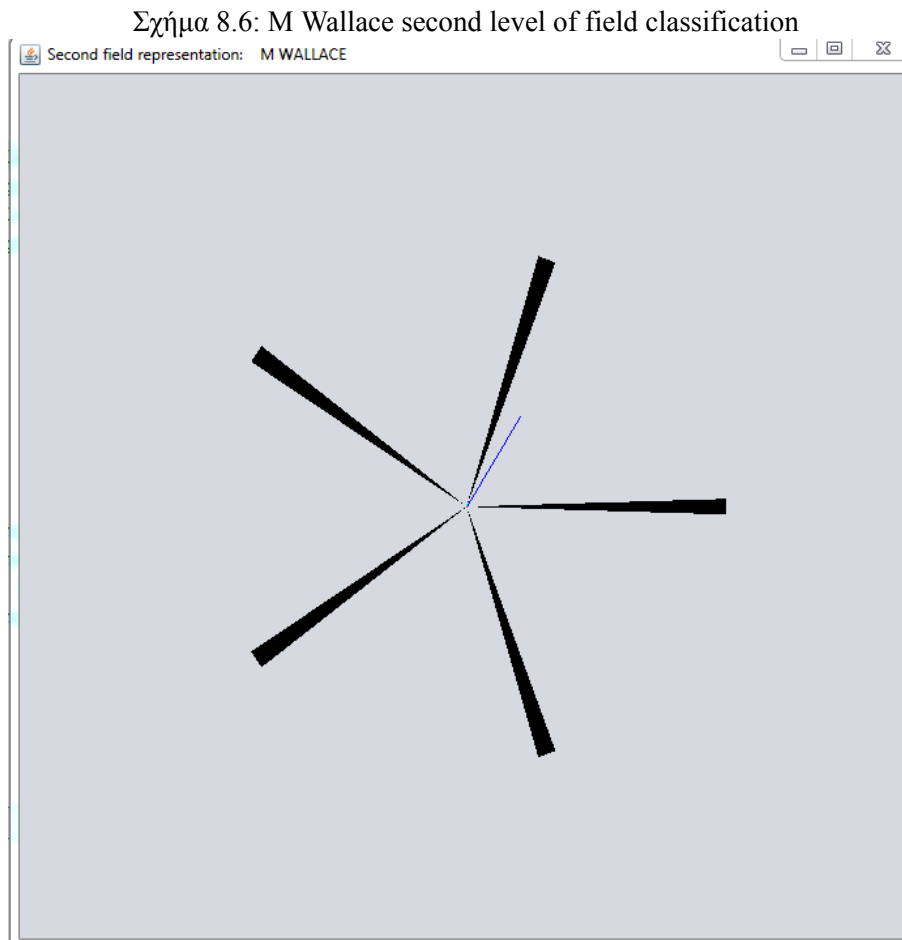 Σχήμα 8.6: M Wallace second level of field classification
Second field representation: M WALLACE